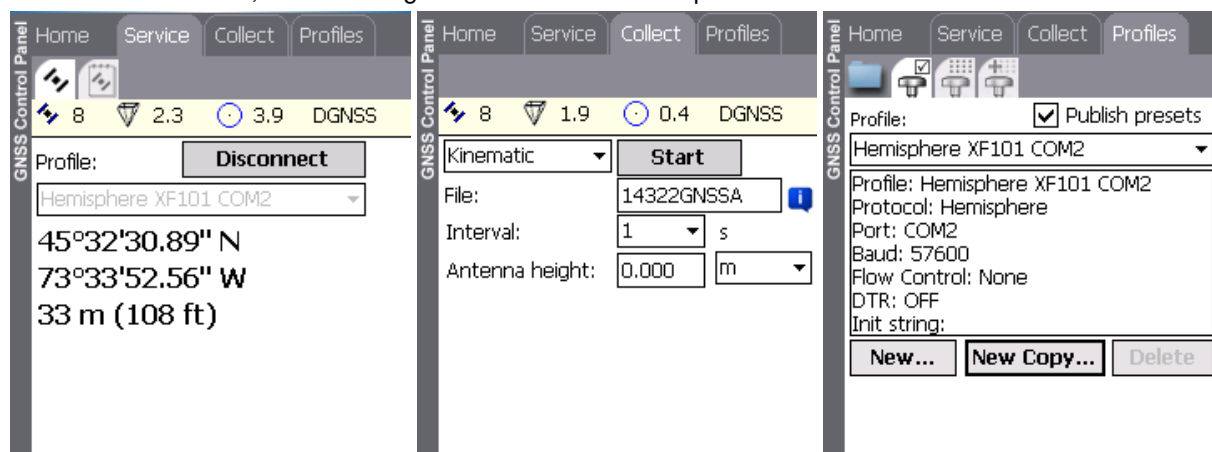 GNSS Control Panel
Home Service Collect Profiles
8 2.3 3.9 DGNSS
Profile: Disconnect
Hemisphere XF101 COM2
45°32'30.89" N
73°33'52.56" W
33 m (108 ft)
GNSS Control Panel
Home Service Collect Profiles
8 1.9 0.4 DGNSS
Kinematic Start
File: 14322GNSSA
Interval: 1 s
Antenna height: 0.000 m
GNSS Control Panel
Home Service Collect Profiles
Profile: Publish presets
Hemisphere XF101 COM2
Profile: Hemisphere XF101 COM2
Protocol: Hemisphere
Port: COM2
Baud: 57600
Flow Control: None
DTR: OFF
Init string:
New... New Copy... Delete